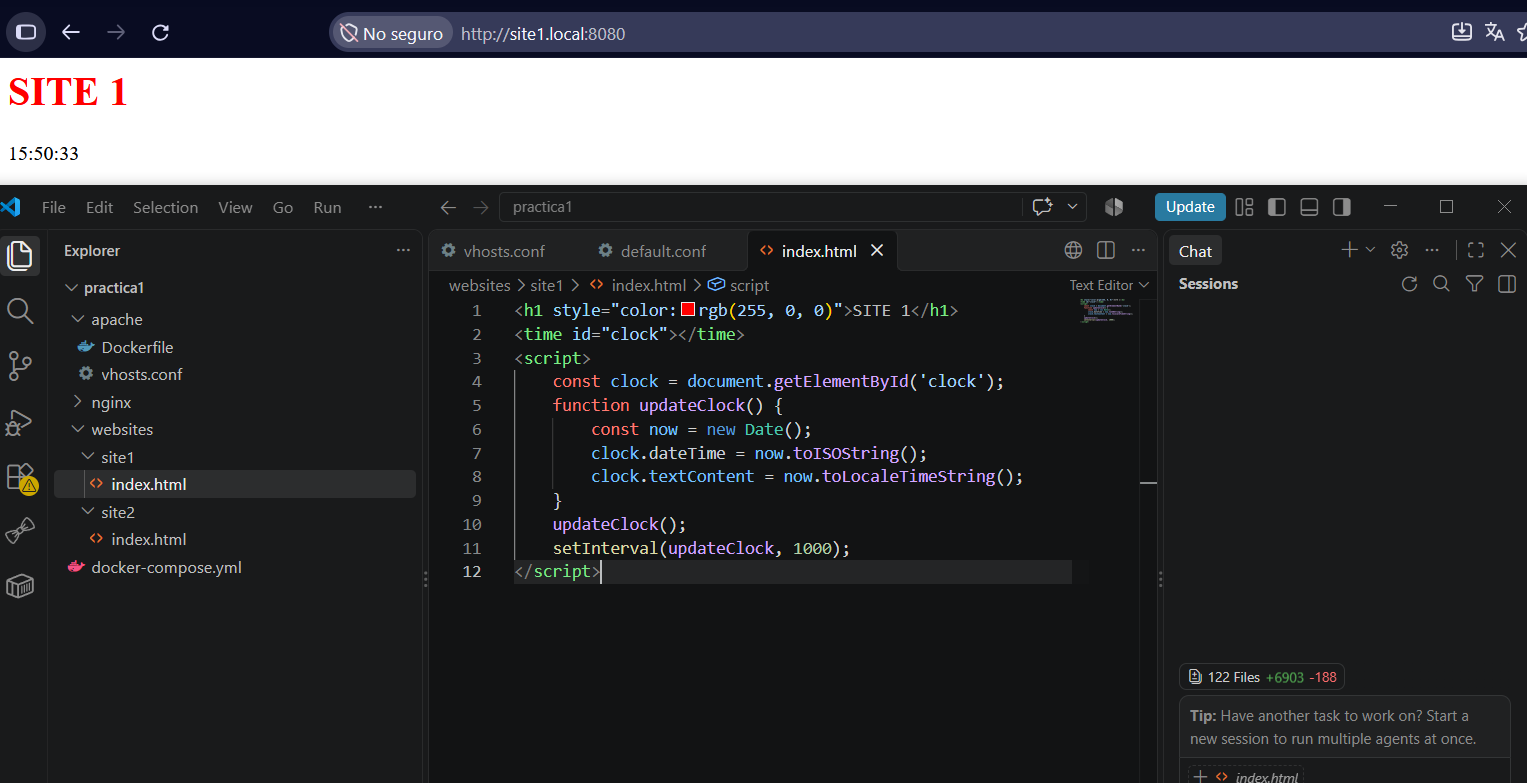 No seguro http://site1.local:8080
SITE 1
15:50:33
File Edit Selection View Go Run ··· practica1 Update
Explorer ···
practica1
apache
Dockerfile
vhosts.conf
nginx
websites
site1
index.html
site2
index.html
docker-compose.yml
vhosts.conf default.conf index.html ···
websites > site1 > index.html > script Text Editor
1 <h1 style="color:rgb(255, 0, 0)">SITE 1</h1>
2 <time id="clock"></time>
3 <script>
4 const clock = document.getElementById('clock');
5 function updateClock() {
6 const now = new Date();
7 clock.dateTime = now.toISOString();
8 clock.textContent = now.toLocaleTimeString();
9 }
10 updateClock();
11 setInterval(updateClock, 1000);
12 </script>
Chat ···
Sessions
122 Files +6903 -188
Tip: Have another task to work on? Start a
new session to run multiple agents at once.
index.html